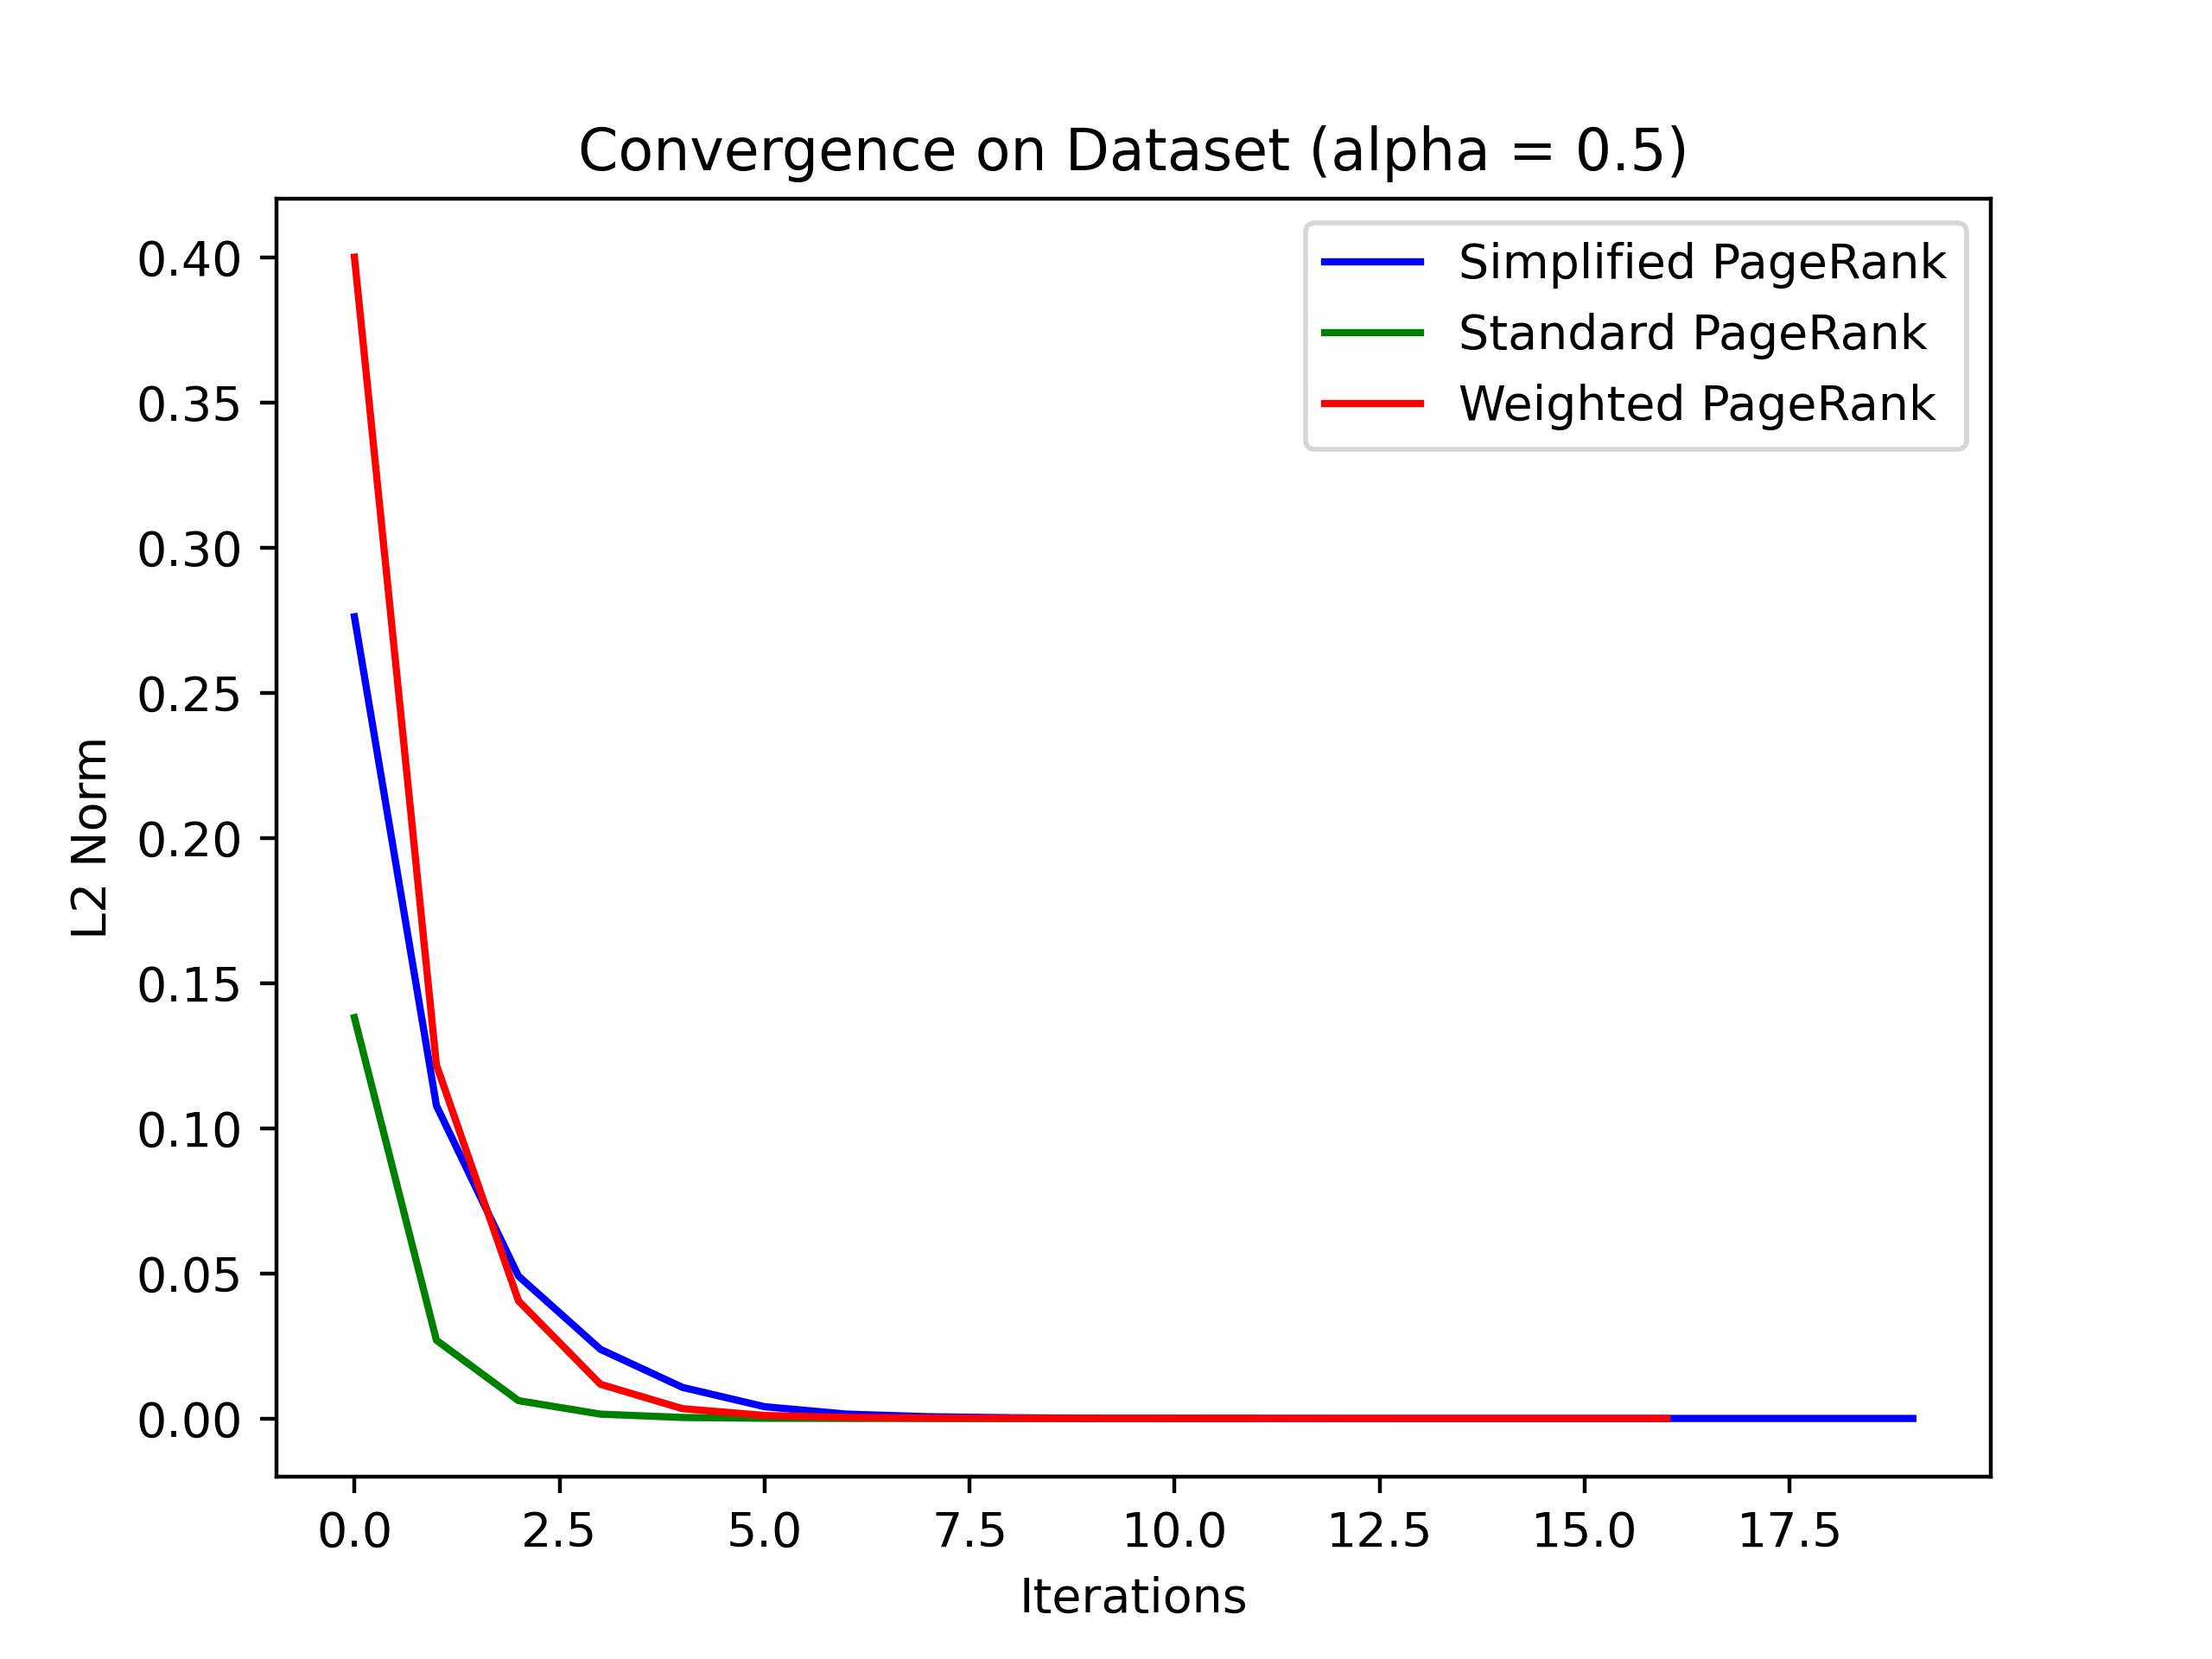 Convergence on Dataset (alpha = 0.5)
Simplified PageRank
Standard PageRank
Weighted PageRank
L2 Norm
0.40
0.35
0.30
0.25
0.20
0.15
0.10
0.05
0.00
0.0 2.5 5.0 7.5 10.0 12.5 15.0 17.5
Iterations